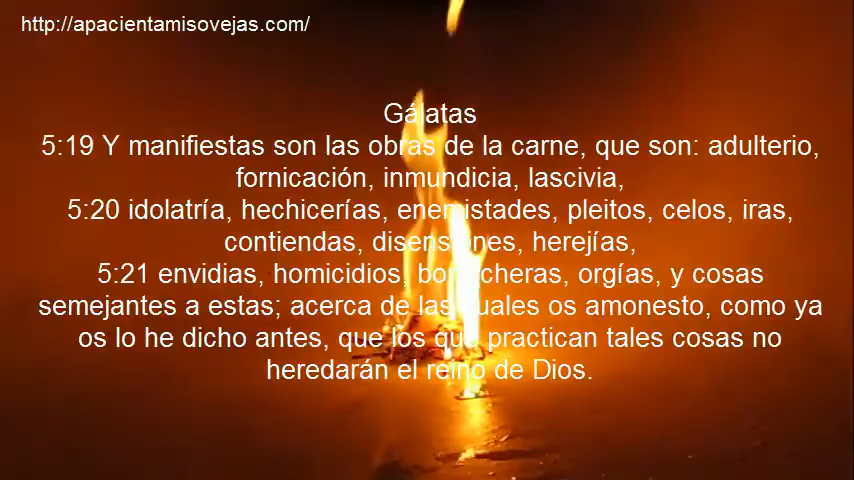 http://apacientamisovejas.com/
Gálatas
5:19 Y manifiestas son las obras de la carne, que son: adulterio,
fornicación, inmundicia, lascivia,
5:20 idolatría, hechicerías, enemistades, pleitos, celos, iras,
contiendas, disensiones, herejías,
5:21 envidias, homicidios, borracheras, orgías, y cosas
semejantes a estas; acerca de las cuales os amonesto, como ya
os lo he dicho antes, que los que practican tales cosas no
heredarán el reino de Dios.